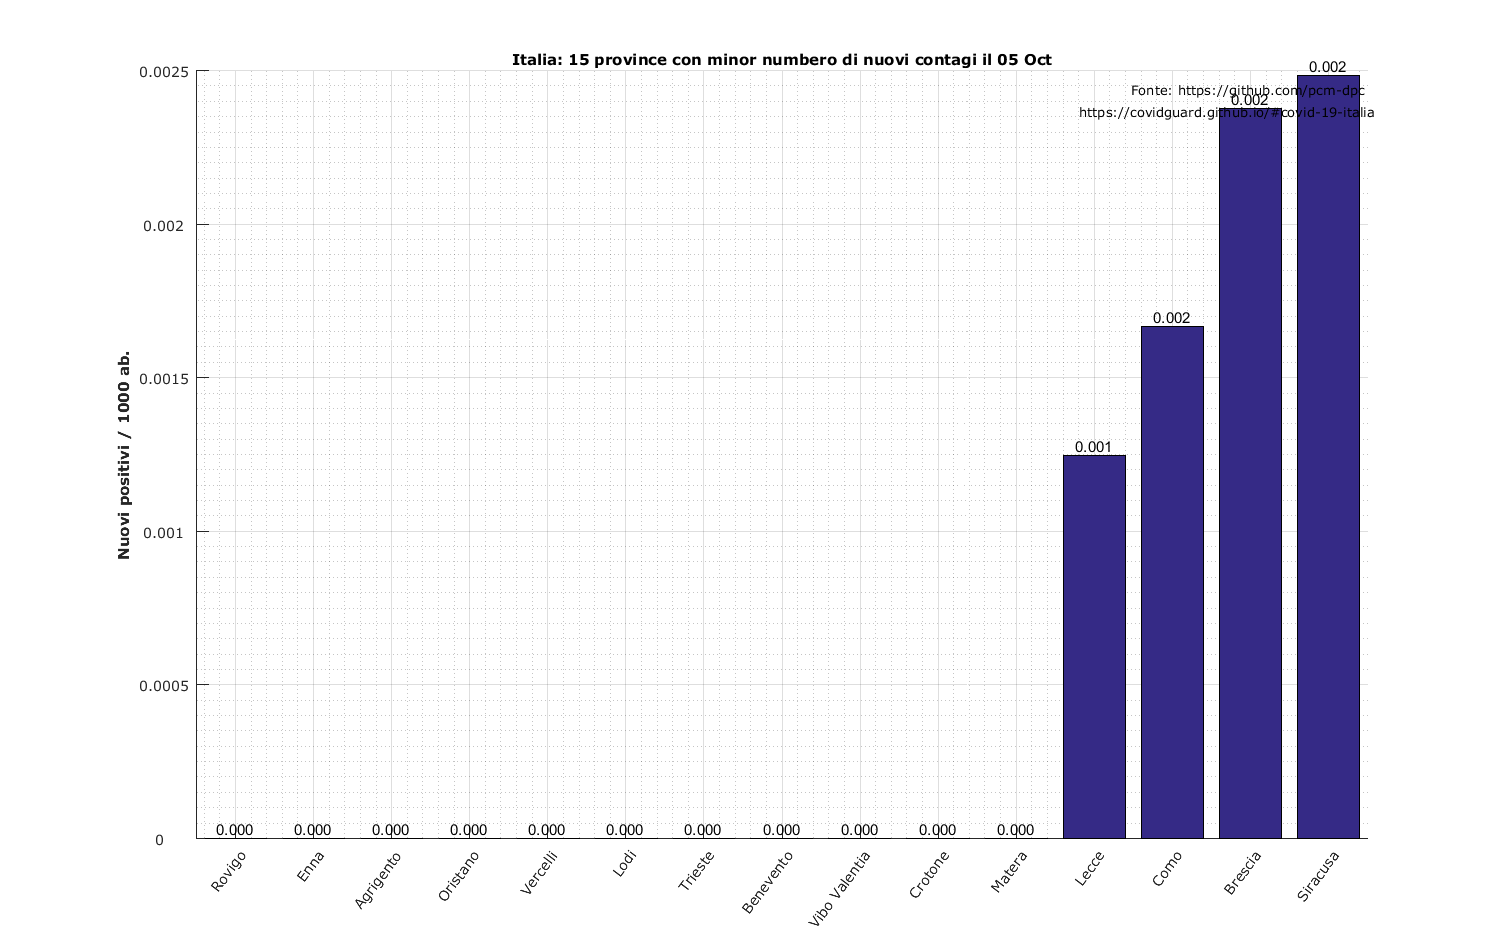 Italia: 15 province con minor numbero di nuovi contagi il 05 Oct
0.0025
0.002
0.0015
0.001
0.0005
0
Nuovi positivi / 1000 ab.
Fonte: https://github.com/pcm-dpc
https://covidguard.github.io/#covid-19-italia
0.000
0.000
0.000
0.000
0.000
0.000
0.000
0.000
0.000
0.000
0.000
0.001
0.002
0.002
0.002
Rovigo
Enna
Agrigento
Oristano
Vercelli
Lodi
Trieste
Benevento
Vibo Valentia
Crotone
Matera
Lecce
Como
Brescia
Siracusa